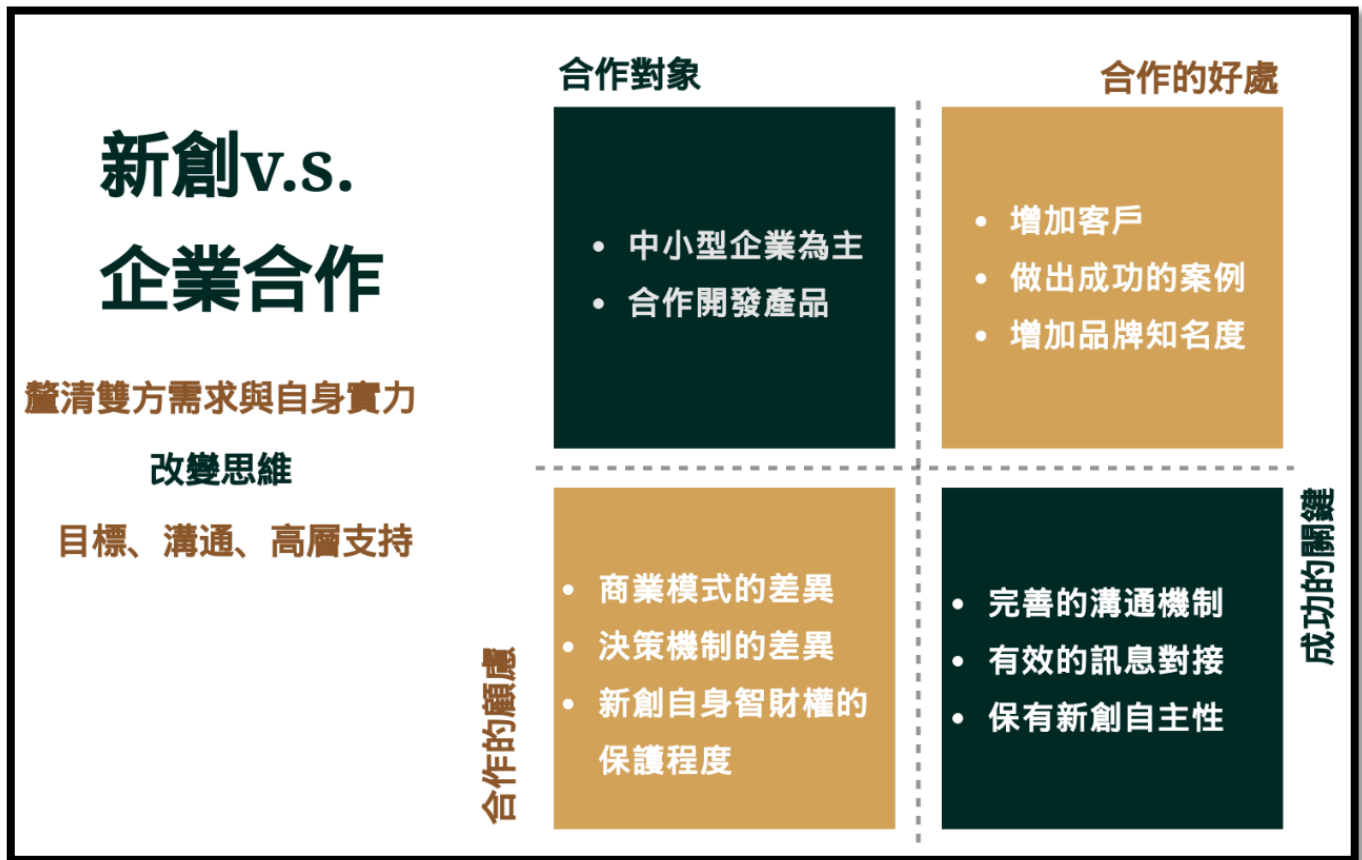 新創v.s.
企業合作
釐清雙方需求與自身實力
改變思維
目標、溝通、高層支持
合作對象
• 中小型企業為主
• 合作開發產品
合作的好處
• 增加客戶
• 做出成功的案例
• 增加品牌知名度
合作的顧慮
• 商業模式的差異
• 決策機制的差異
• 新創自身智財權的
保護程度
成功的關鍵
• 完善的溝通機制
• 有效的訊息對接
• 保有新創自主性